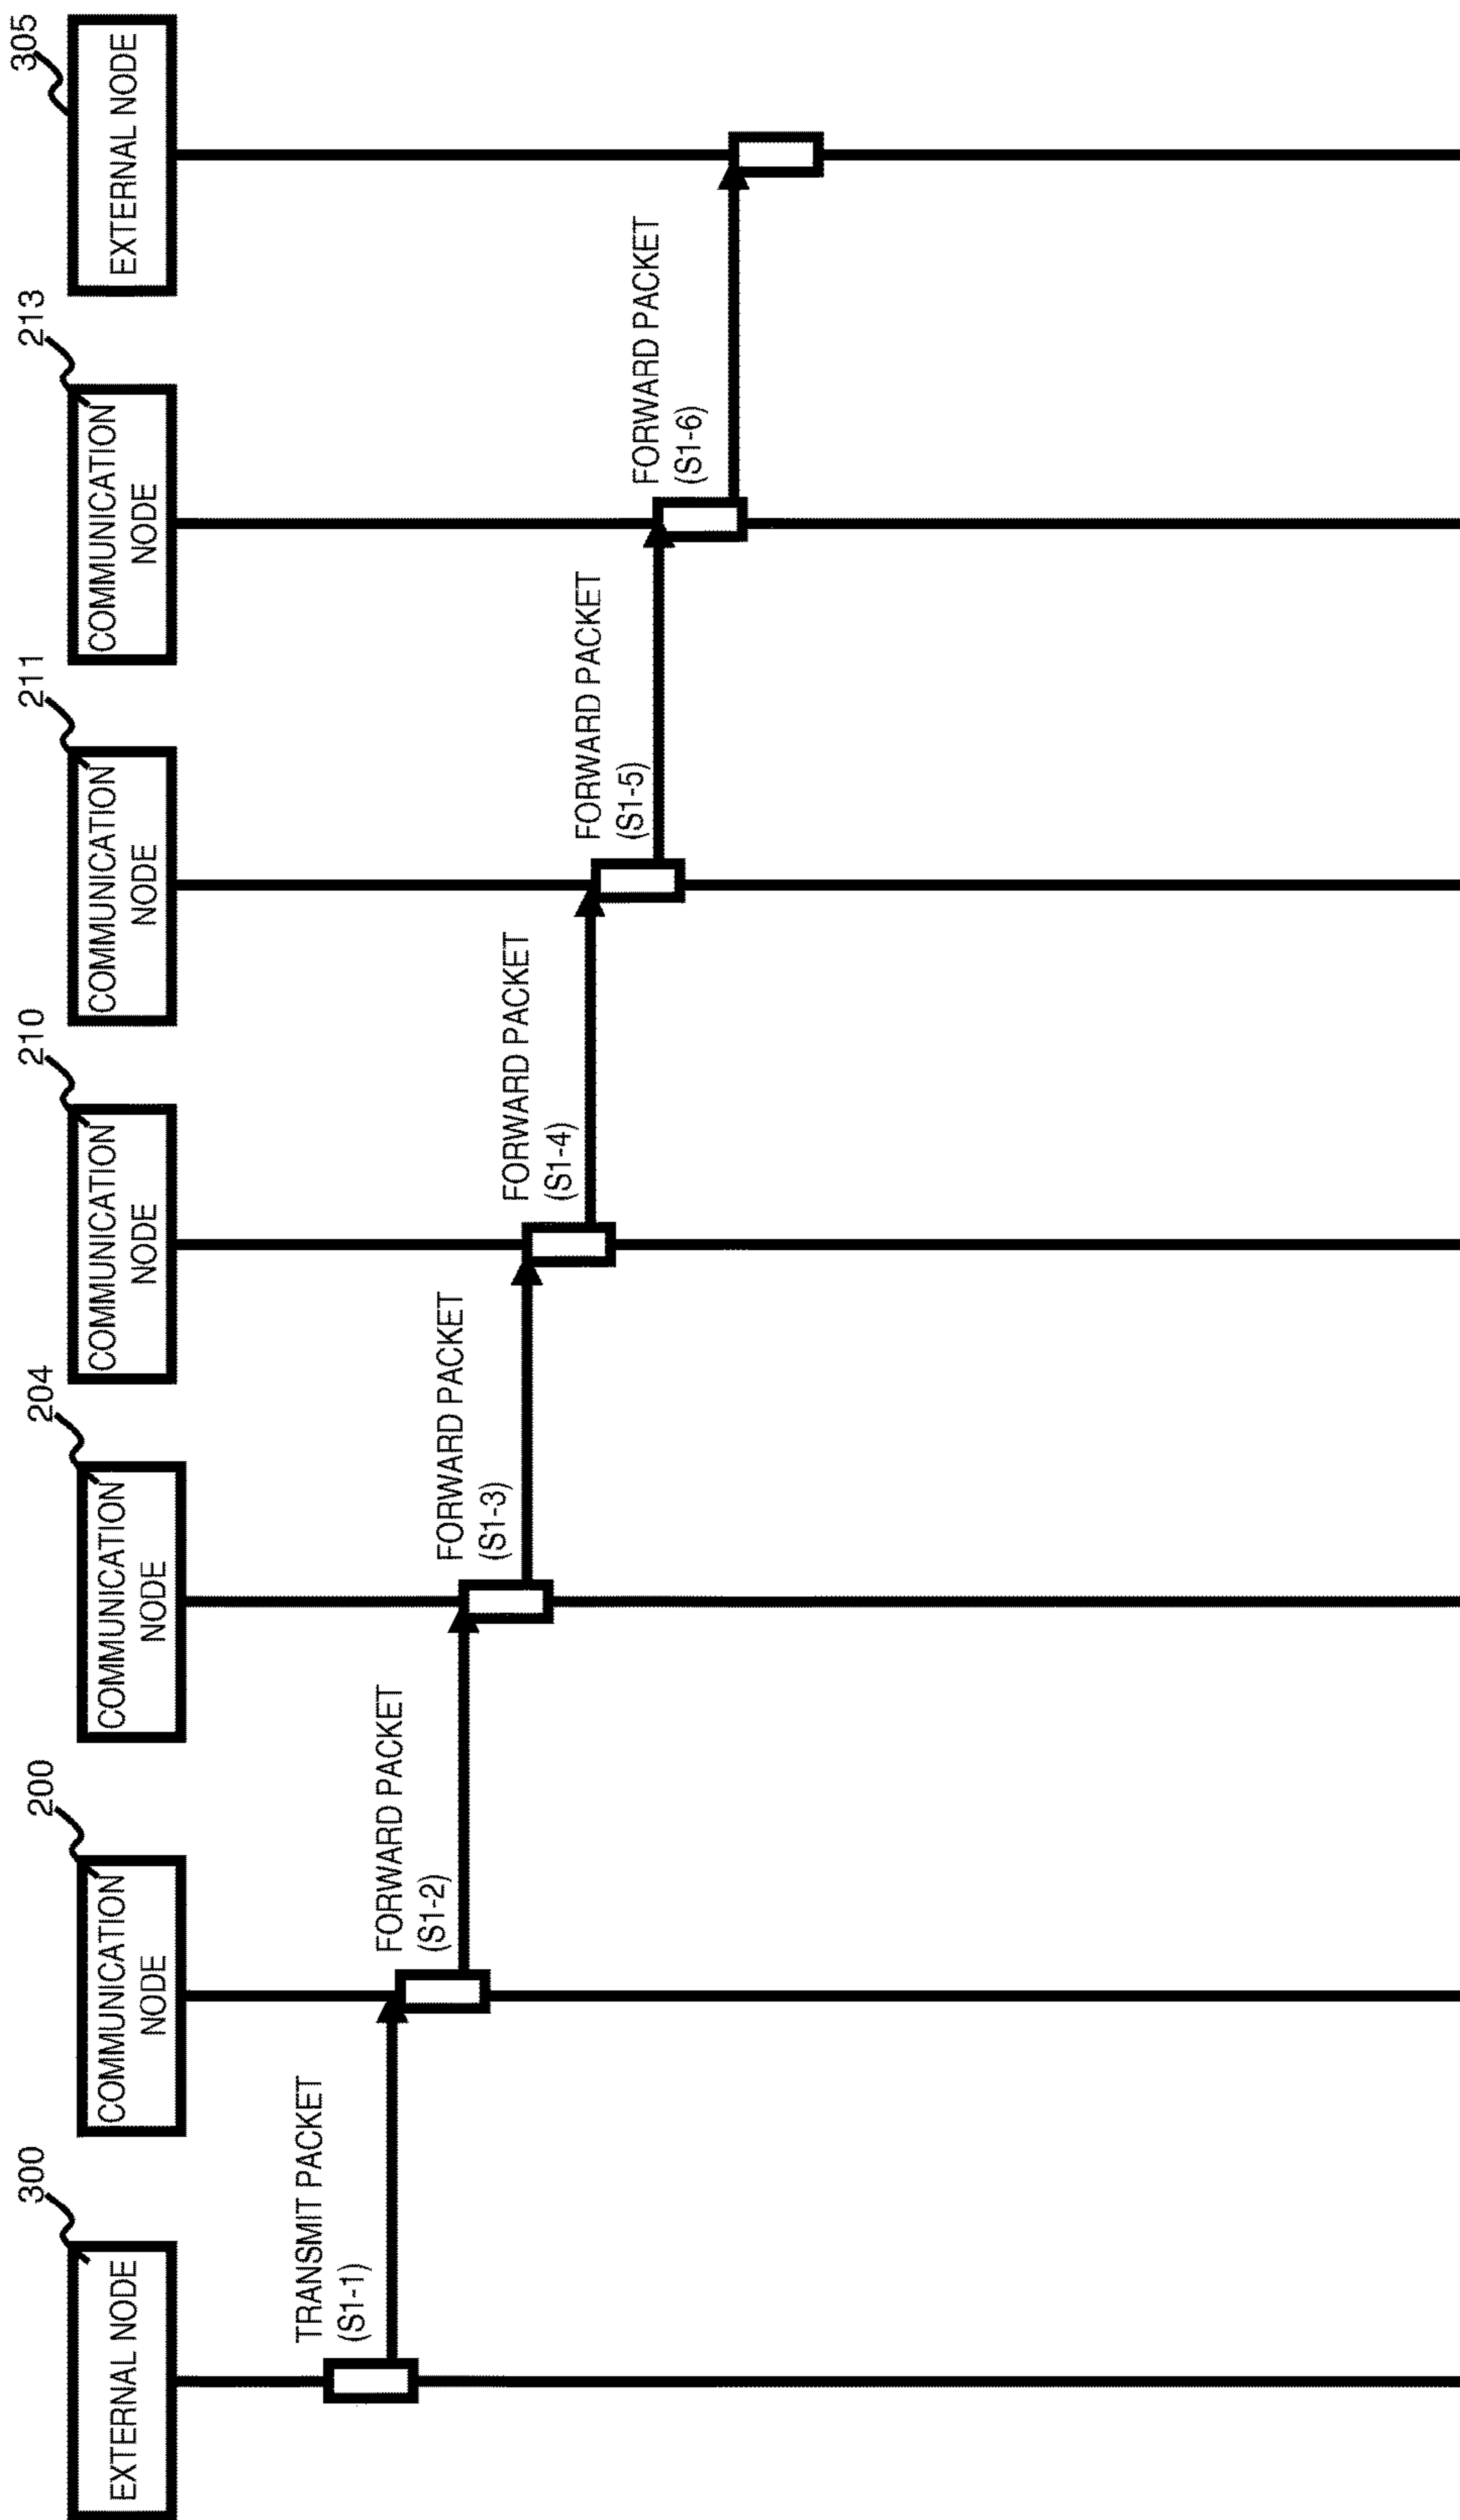 300
EXTERNAL NODE
200
COMMUNICATION
NODE
204
COMMUNICATION
NODE
210
COMMUNICATION
NODE
211
COMMUNICATION
NODE
213
COMMUNICATION
NODE
305
EXTERNAL NODE
TRANSMIT PACKET
(S1-1)
FORWARD PACKET
(S1-2)
FORWARD PACKET
(S1-3)
FORWARD PACKET
(S1-4)
FORWARD PACKET
(S1-5)
FORWARD PACKET
(S1-6)